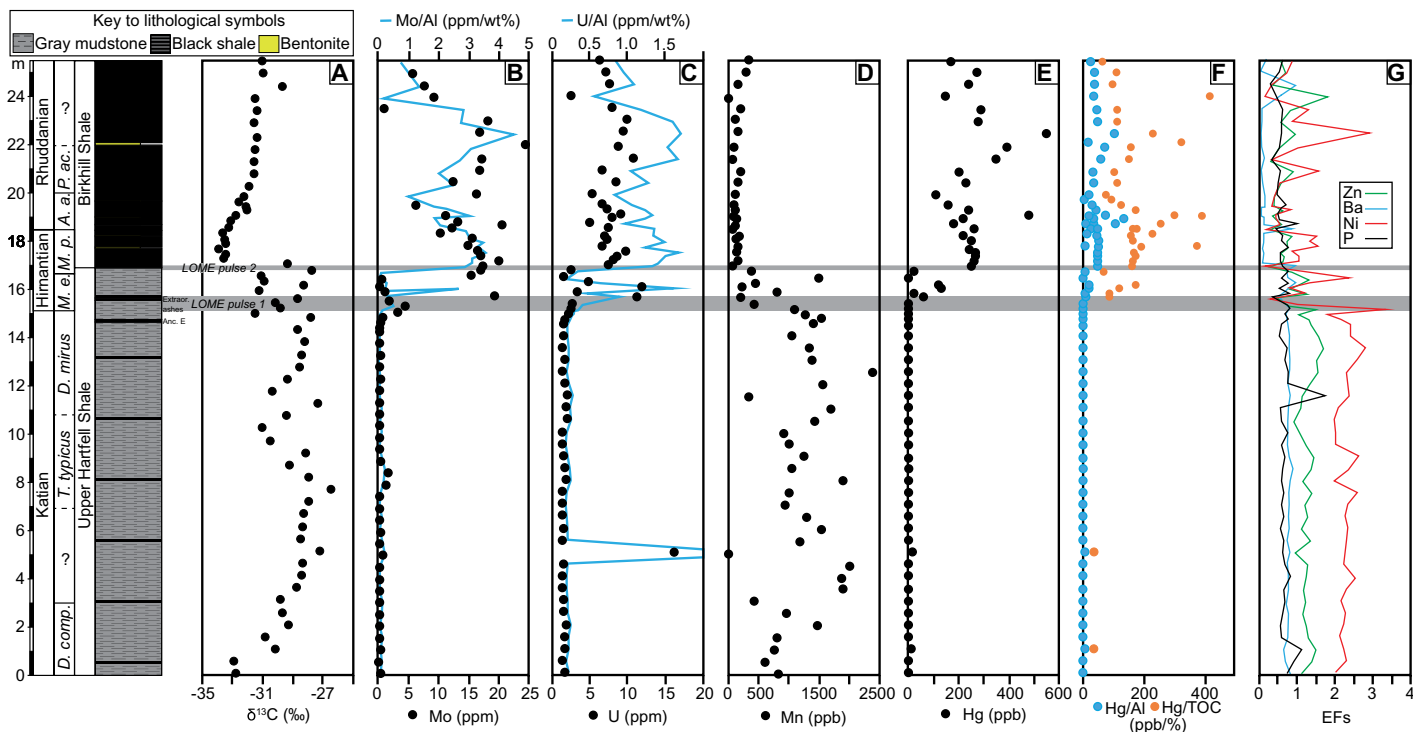 Key to lithological symbols
Gray mudstone Black shale Bentonite
Mo/Al (ppm/wt%)
0 1 2 3 4 5
U/Al (ppm/wt%)
0 0.5 1.0 1.5
m
24
22
20
18
16
14
12
10
8
6
4
2
0
Rhuddanian
Hirnantian
Katian
?
P. ac.
A. a.
M. p.
M. e.
D. mirus
T. typicus
?
D. comp.
Birkhill Shale
Upper Hartfell Shale
LOME pulse 2
Extraor.
LOME pulse 1
ashes
Anc. E
A
B
C
D
E
F
G
Zn
Ba
Ni
P
-35 -31 -27
δ¹³C (‰)
0 5 10 15 20 25
Mo (ppm)
0 5 10 15 20
U (ppm)
0 500 1000 1500 2000 2500
Mn (ppb)
0 200 400 600
Hg (ppb)
0 200 400
Hg/Al Hg/TOC
(ppb/%)
0 1 2 3 4
EFs